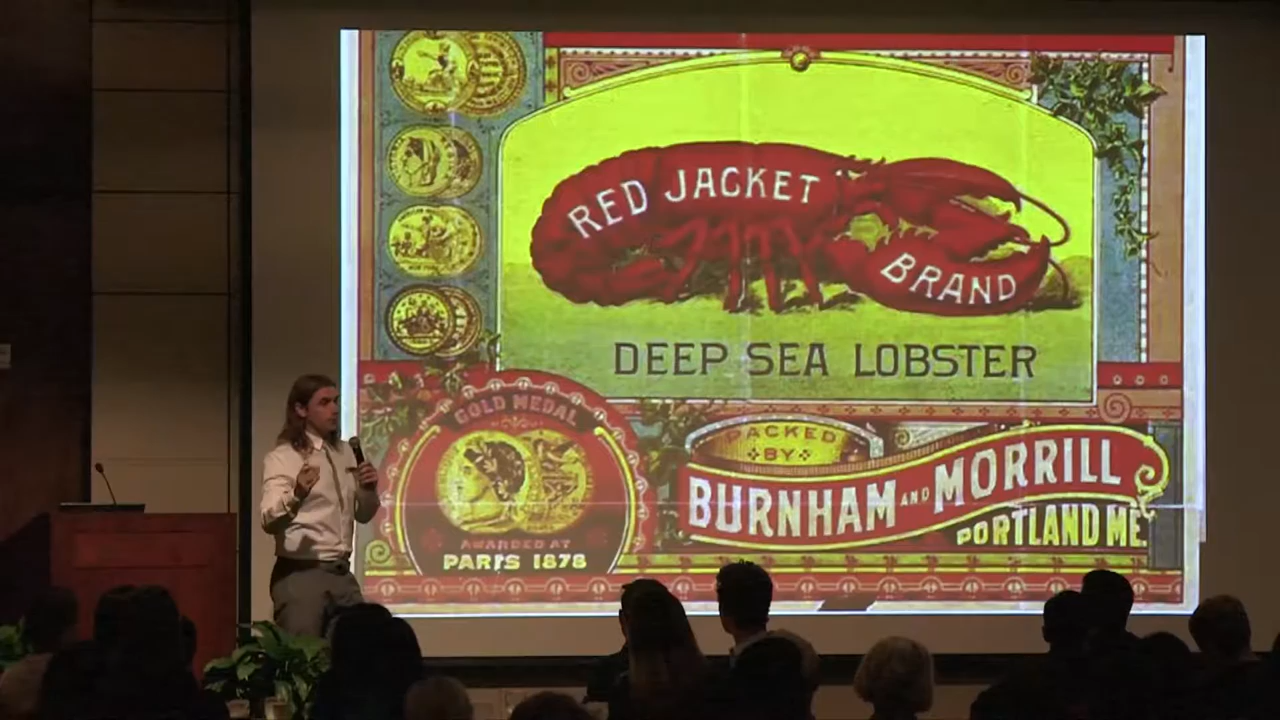 RED JACKET
BRAND
DEEP SEA LOBSTER
GOLD MEDAL
AWARDED AT
PARIS 1878
PACKED
BY
BURNHAM AND MORRILL
PORTLAND ME.